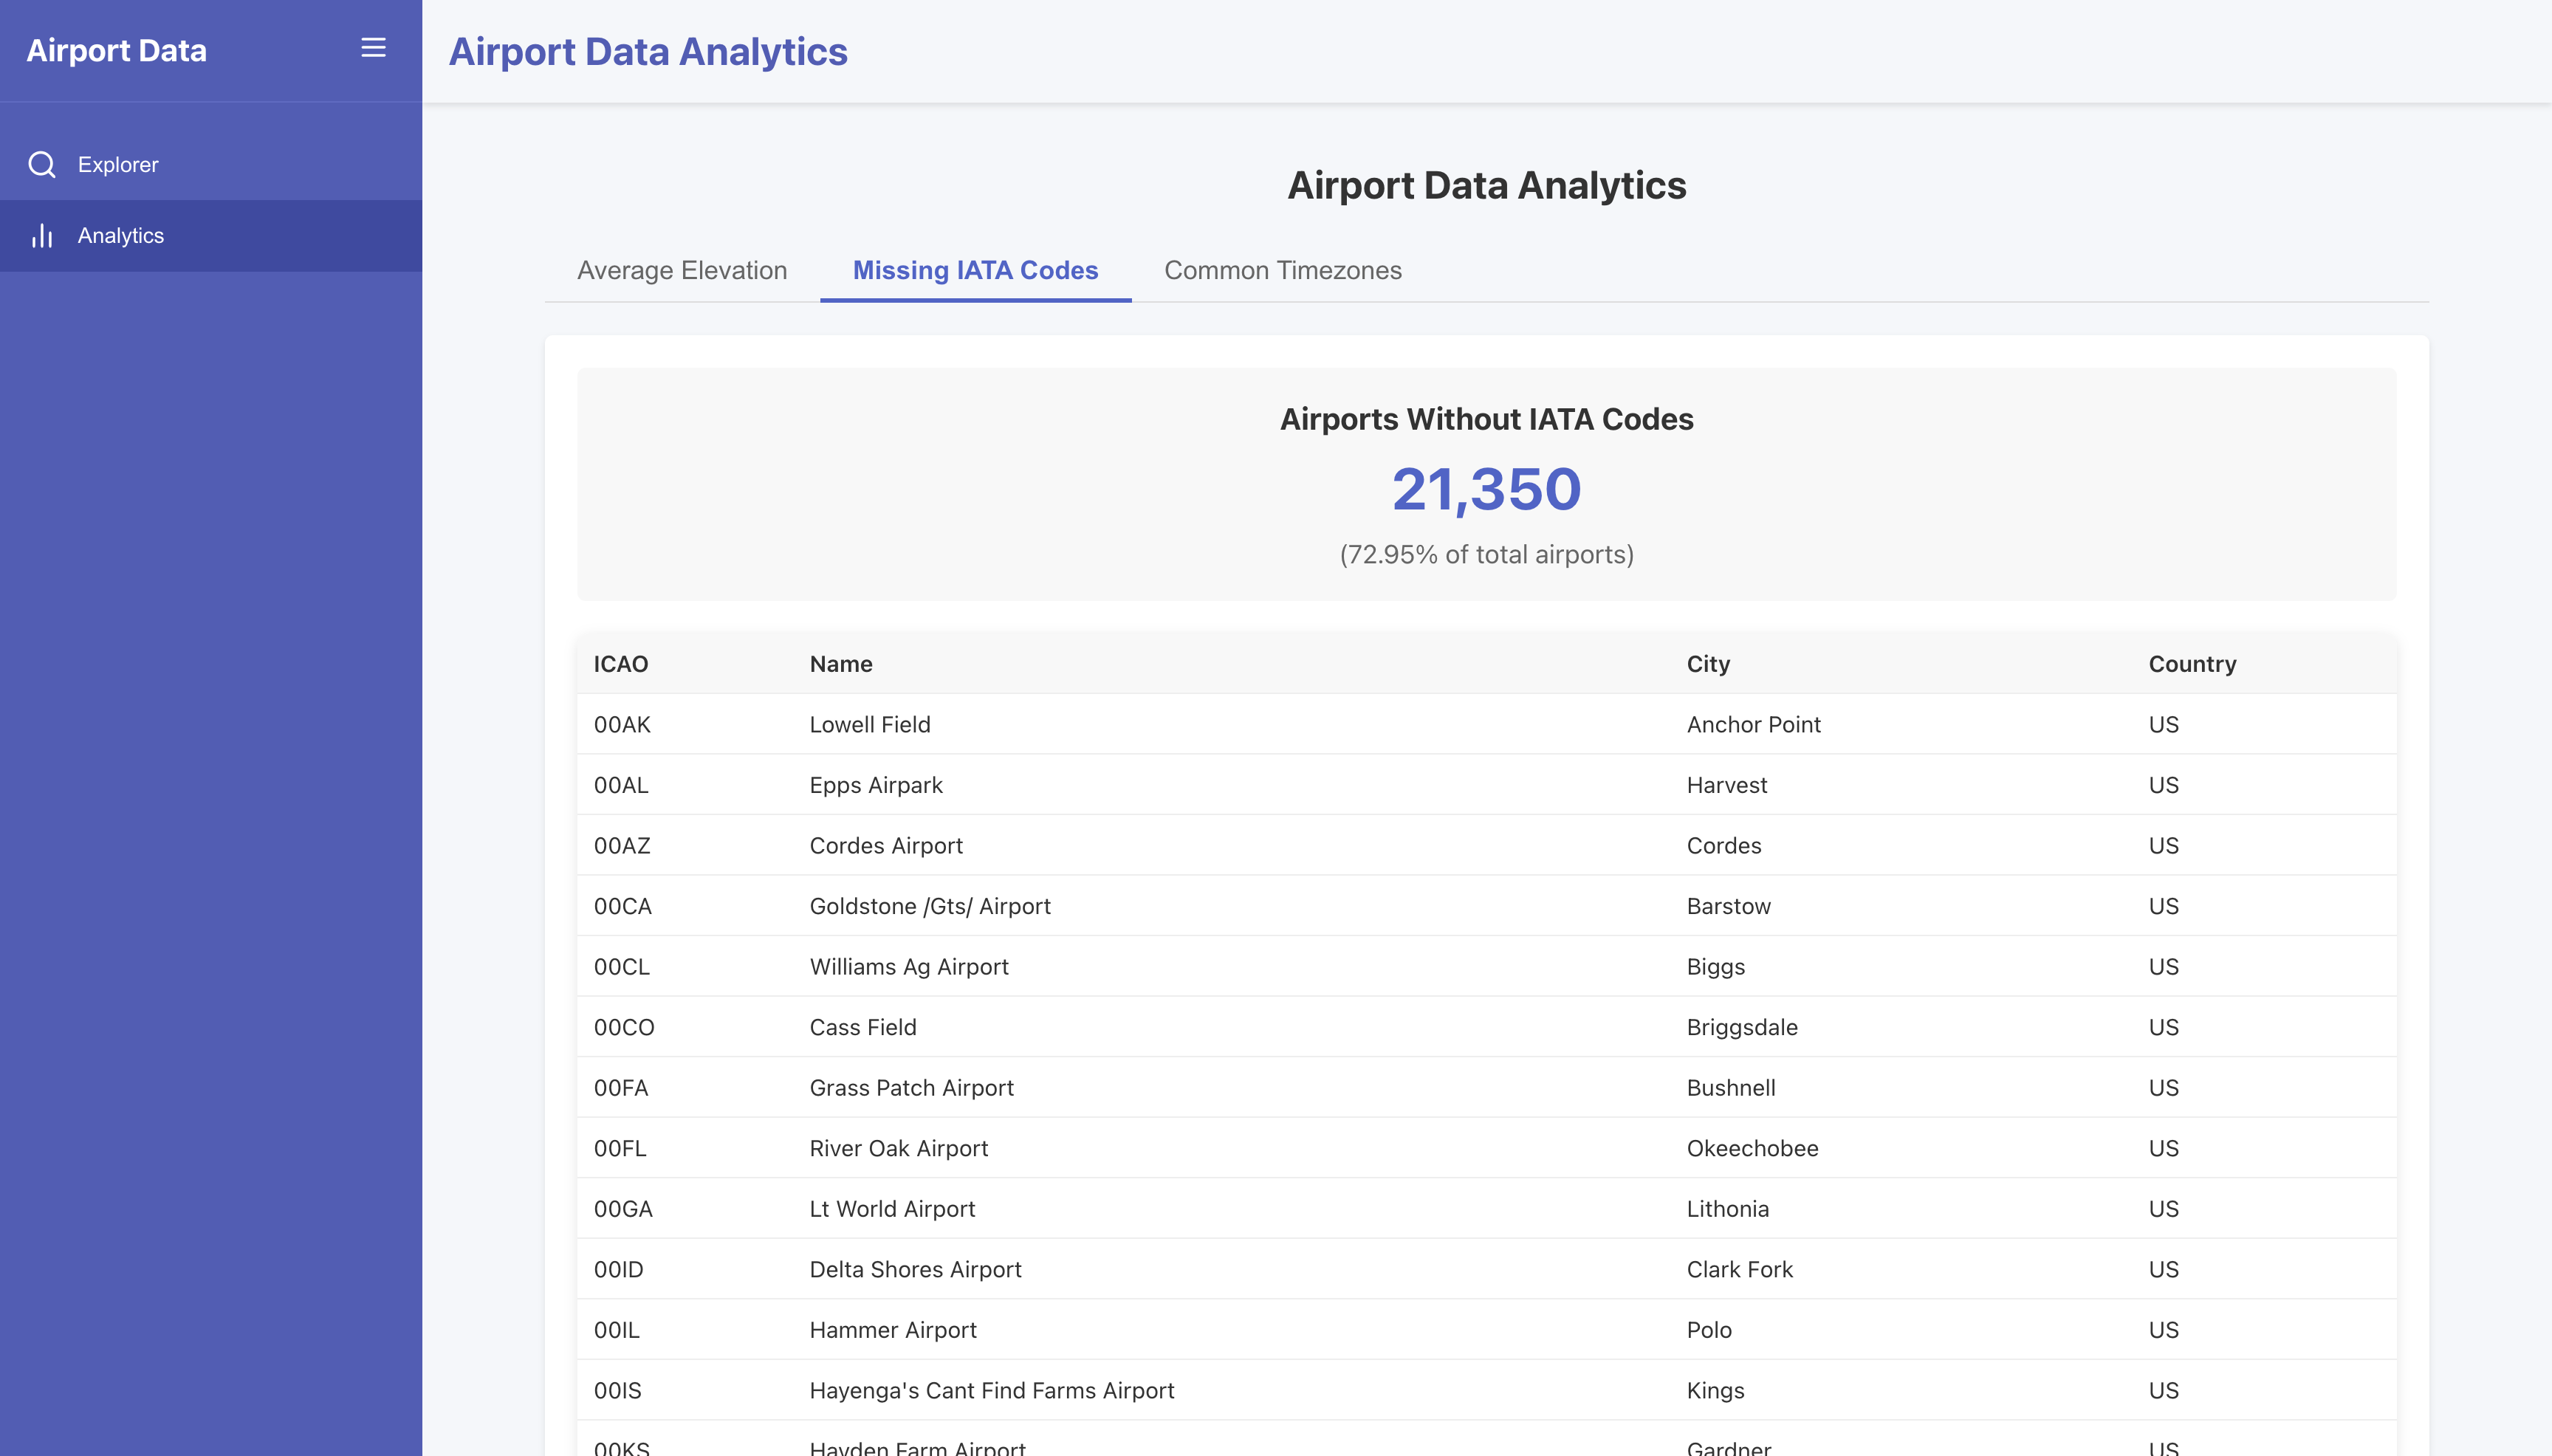 Airport Data
Airport Data Analytics
Explorer
Analytics
Airport Data Analytics
Average Elevation Missing IATA Codes Common Timezones
Airports Without IATA Codes
21,350
(72.95% of total airports)
ICAO Name City Country
00AK Lowell Field Anchor Point US
00AL Epps Airpark Harvest US
00AZ Cordes Airport Cordes US
00CA Goldstone /Gts/ Airport Barstow US
00CL Williams Ag Airport Biggs US
00CO Cass Field Briggsdale US
00FA Grass Patch Airport Bushnell US
00FL River Oak Airport Okeechobee US
00GA Lt World Airport Lithonia US
00ID Delta Shores Airport Clark Fork US
00IL Hammer Airport Polo US
00IS Hayenga's Cant Find Farms Airport Kings US
00KS Hayden Farm Airport Gardner US